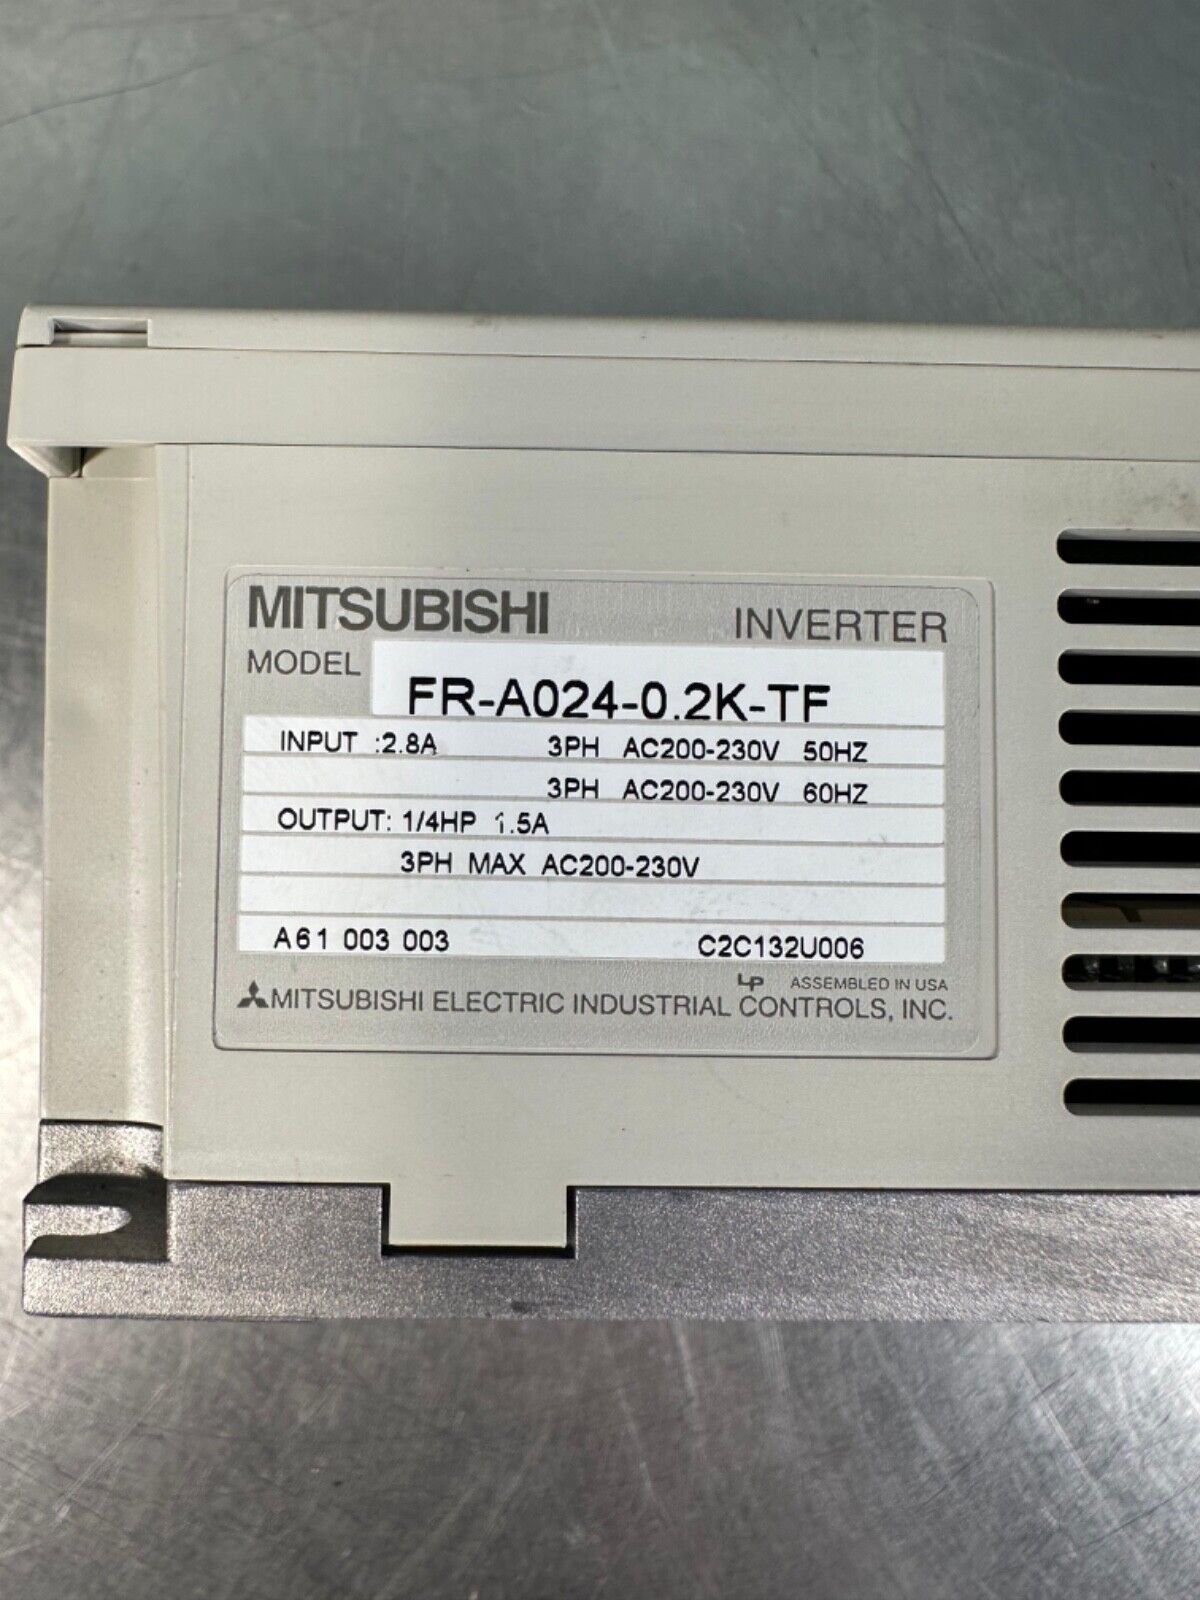 MITSUBISHI INVERTER
MODEL FR-A024-0.2K-TF
INPUT :2.8A 3PH AC200-230V 50HZ
3PH AC200-230V 60HZ
OUTPUT: 1/4HP 1.5A
3PH MAX AC200-230V
A61 003 003 C2C132U006
LP ASSEMBLED IN USA
MITSUBISHI ELECTRIC INDUSTRIAL CONTROLS, INC.